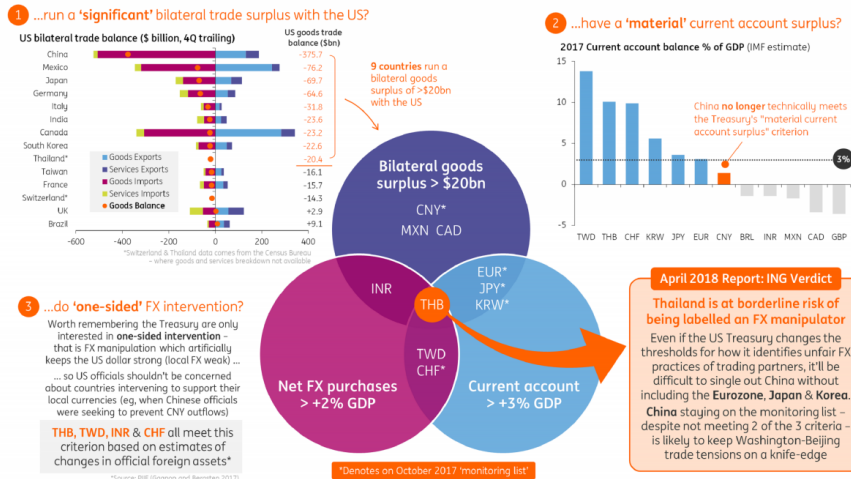 1 ...run a 'significant' bilateral trade surplus with the US?
US bilateral trade balance ($ billion, 4Q trailing)
US goods trade
balance ($bn)
China -375.7
Mexico -76.2
Japan -69.7
Germany -64.6
Italy -31.8
India -23.6
Canada -23.2
South Korea -22.6
Thailand* -20.4
Taiwan -16.1
France -15.7
Switzerland* -14.3
UK +2.9
Brazil +9.1
Goods Exports
Services Exports
Goods Imports
Services Imports
Goods Balance
-600 -400 -200 0 200 400
*Switzerland & Thailand data comes from the Census Bureau
– where goods and services breakdown not available
9 countries run a
bilateral goods
surplus of >$20bn
with the US
2 ...have a 'material' current account surplus?
2017 Current account balance % of GDP (IMF estimate)
15
10
5
0
-5
China no longer technically meets
the Treasury's "material current
account surplus" criterion
3%
TWD THB CHF KRW JPY EUR CNY BRL INR MXN CAD GBP
Bilateral goods
surplus > $20bn
CNY*
MXN CAD
INR
EUR*
JPY*
KRW*
THB
TWD
CHF*
Net FX purchases
> +2% GDP
Current account
> +3% GDP
*Denotes on October 2017 'monitoring list'
3 ...do 'one-sided' FX intervention?
Worth remembering the Treasury are only
interested in one-sided intervention –
that is FX manipulation which artificially
keeps the US dollar strong (local FX weak) ...
... so US officials shouldn't be concerned
about countries intervening to support their
local currencies (eg, when Chinese officials
were seeking to prevent CNY outflows)
THB, TWD, INR & CHF all meet this
criterion based on estimates of
changes in official foreign assets*
April 2018 Report: ING Verdict
Thailand is at borderline risk of
being labelled an FX manipulator
Even if the US Treasury changes the
thresholds for how it identifies unfair FX
practices of trading partners, it'll be
difficult to single out China without
including the Eurozone, Japan & Korea.
China staying on the monitoring list –
despite not meeting 2 of the 3 criteria –
is likely to keep Washington-Beijing
trade tensions on a knife-edge